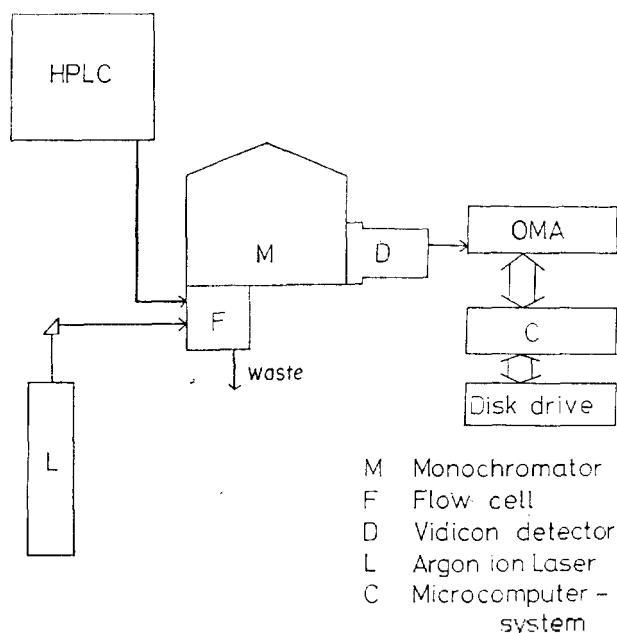 HPLC
M
D
OMA
F
C
waste
Disk drive
L
M Monochromator
F Flow cell
D Vidicon detector
L Argon ion Laser
C Microcomputer-
system